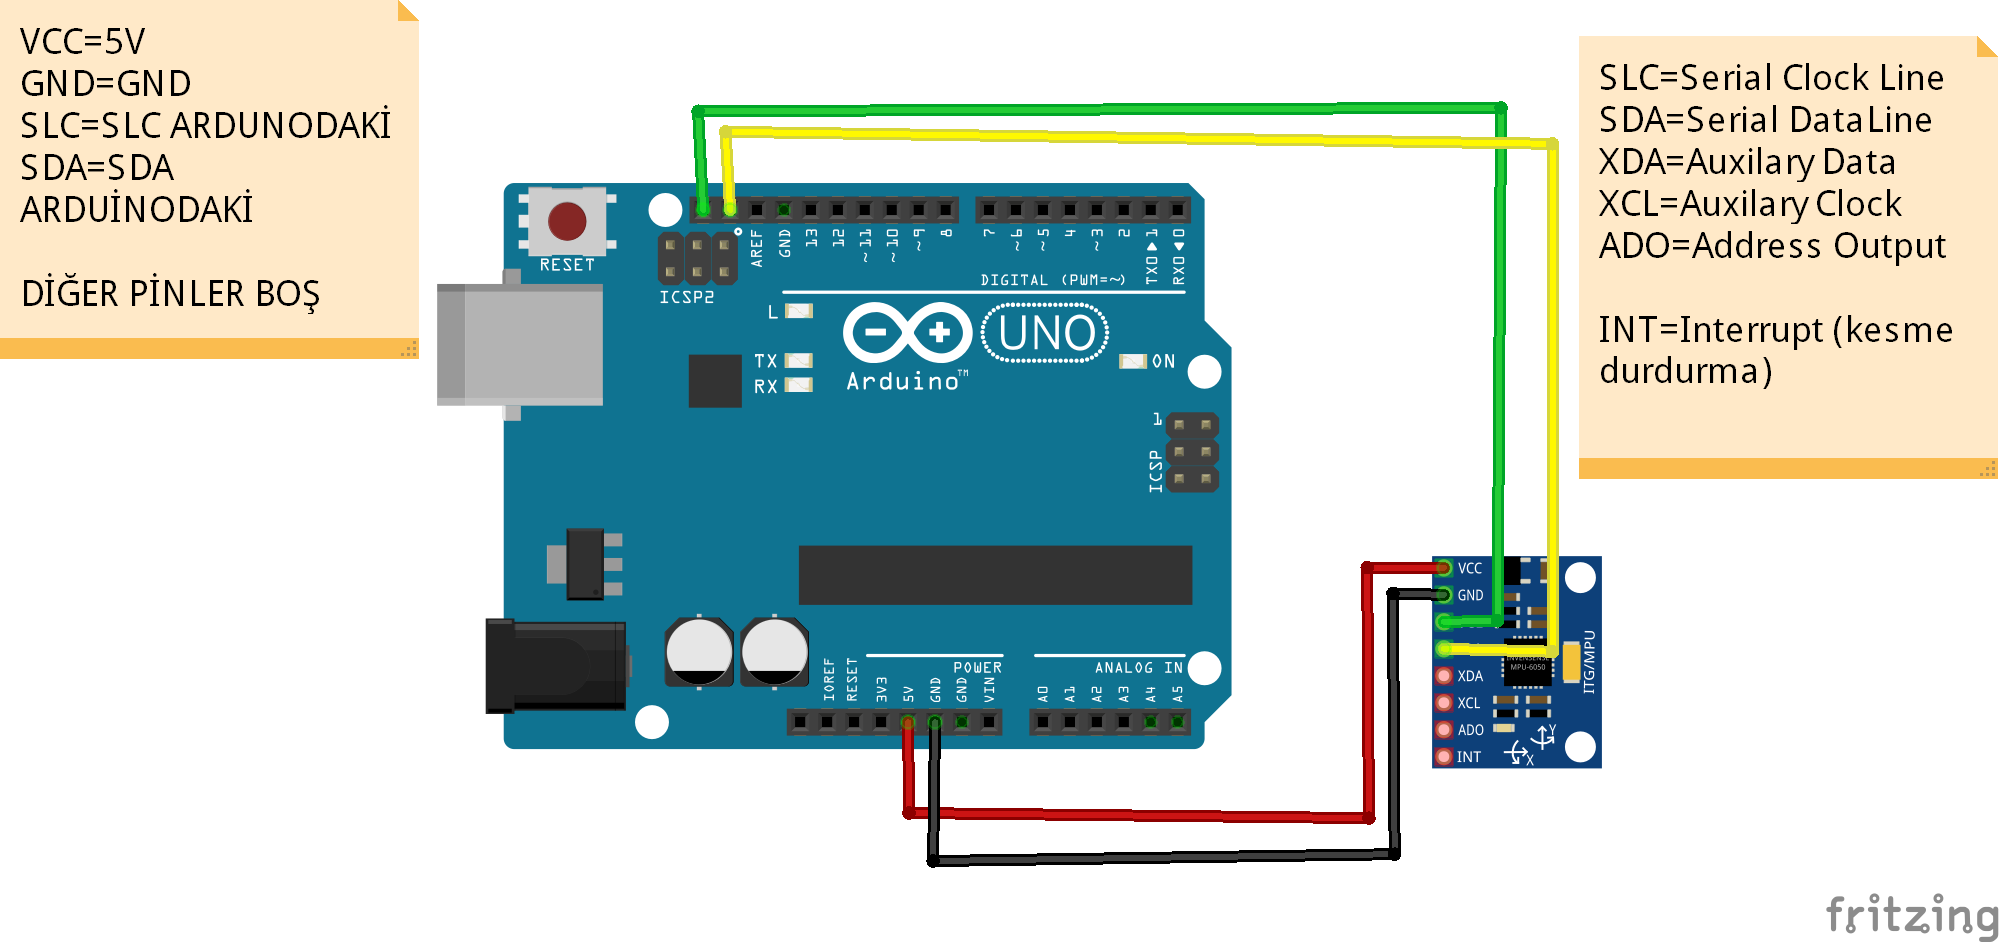 VCC=5V
GND=GND
SLC=SLC ARDUNODAKİ
SDA=SDA
ARDUİNODAKİ
DİĞER PİNLER BOŞ
SLC=Serial Clock Line
SDA=Serial DataLine
XDA=Auxilary Data
XCL=Auxilary Clock
ADO=Address Output
INT=Interrupt (kesme
durdurma)
RESET
ICSP2
AREF
GND
13
12
~11
~10
~9
8
7
~6
~5
4
~3
2
TX0▶1
RX0◀0
DIGITAL (PWM=~)
L
TX
RX
Arduino™
UNO
ON
1
ICSP
IOREF
RESET
3V3
5V
GND
GND
VIN
POWER
A0
A1
A2
A3
A4
A5
ANALOG IN
VCC
GND
XDA
XCL
ADO
INT
INVENSENSE
MPU-6050
ITG/MPU
Y
X
fritzing